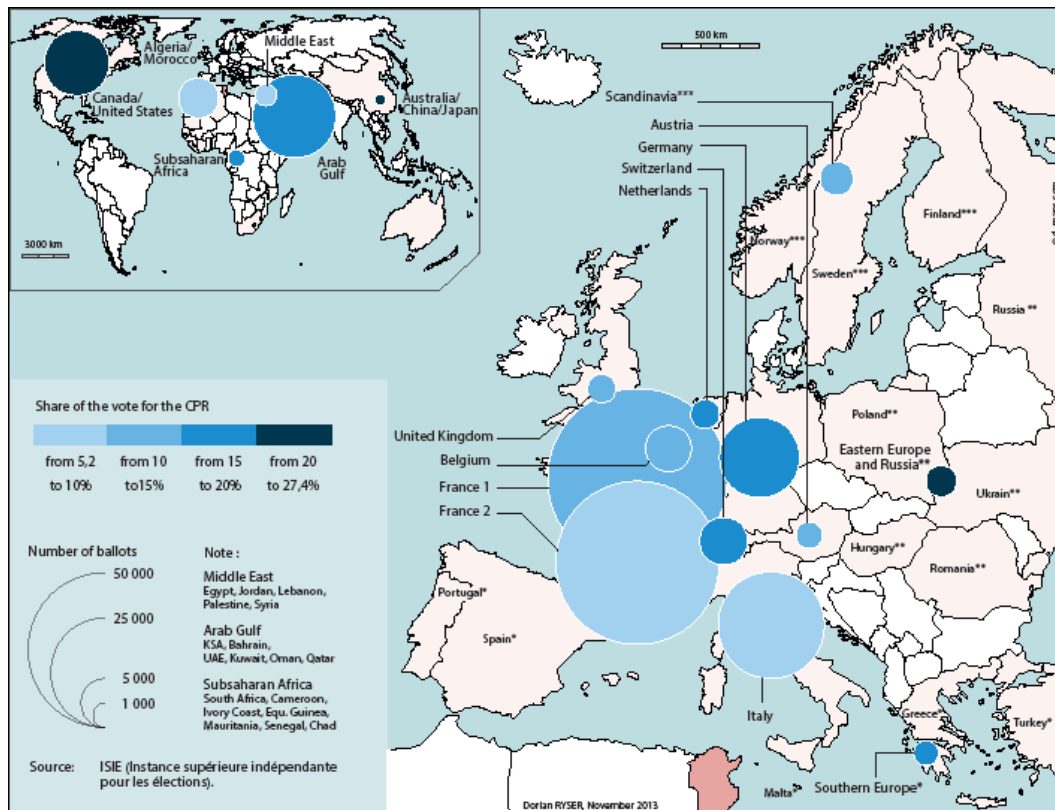 Algeria/
Morocco
Middle East
Canada/
United States
Australia/
China/Japan
Subsaharan
Africa
Arab
Gulf
3000 km
500 km
Scandinavia***
Austria
Germany
Switzerland
Netherlands
Norway***
Finland***
Sweden***
Russia **
Share of the vote for the CPR
from 5,2
to 10%
from 10
to15%
from 15
to 20%
from 20
to 27,4%
United Kingdom
Belgium
France 1
France 2
Poland**
Eastern Europe
and Russia**
Ukrain**
Hungary**
Romania**
Portugal*
Spain*
Italy
Greece*
Turkey*
Southern Europe*
Malta*
Number of ballots
50 000
25 000
5 000
1 000
Note :
Middle East
Egypt, Jordan, Lebanon,
Palestine, Syria
Arab Gulf
KSA, Bahrain,
UAE, Kuwait, Oman, Qatar
Subsaharan Africa
South Africa, Cameroon,
Ivory Coast, Equ. Guinea,
Mauritania, Senegal, Chad
Source: ISIE (Instance supérieure indépendante
pour les élections).
Dorian RYSER, November 2013